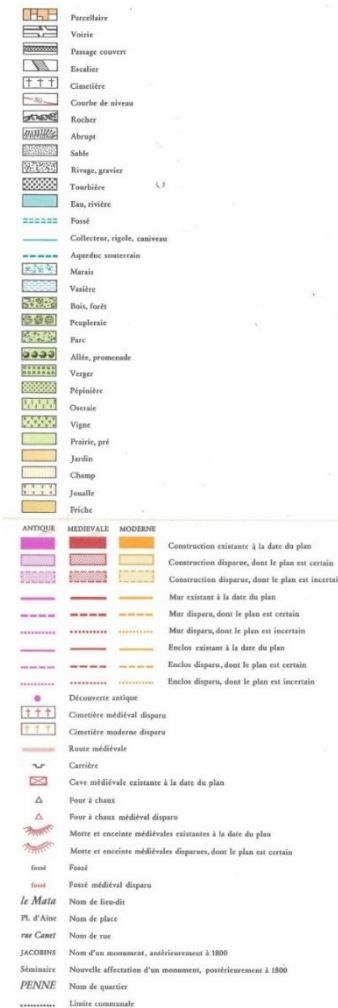 Parcellaire
Voirie
Passage couvert
Escalier
Cimetière
50
Courbe de niveau
Rocher
Abrupt
Sable
Rivage, gravier
Tourbière
Eau, rivière
Fossé
Collecteur, rigole, caniveau
Aqueduc souterrain
Marais
Vasière
Bois, forêt
Peupleraie
Parc
Allée, promenade
Verger
Pépinière
Oseraie
Vigne
Prairie, pré
Jardin
Champ
Joualle
Friche
ANTIQUE MEDIEVALE MODERNE
Construction existante à la date du plan
Construction disparue, dont le plan est certain
Construction disparue, dont le plan est incertai
Mur existant à la date du plan
Mur disparu, dont le plan est certain
Mur disparu, dont le plan est incertain
Enclos existant à la date du plan
Enclos disparu, dont le plan est certain
Enclos disparu, dont le plan est incertain
Découverte antique
Cimetière médiéval disparu
Cimetière moderne disparu
Route médiévale
Carrière
Cave médiévale existante à la date du plan
Four à chaux
Four à chaux médiéval disparu
Motte et enceinte médiévales existantes à la date du plan
Motte et enceinte médiévales disparues, dont le plan est certain
fossé Fossé
fossé Fossé médiéval disparu
le Mata Nom de lieu-dit
Pl. d'Aine Nom de place
rue Canet Nom de rue
JACOBINS Nom d'un monument, antérieurement à 1800
Séminaire Nouvelle affectation d'un monument, postérieurement à 1800
PENNE Nom de quartier
Limite communale